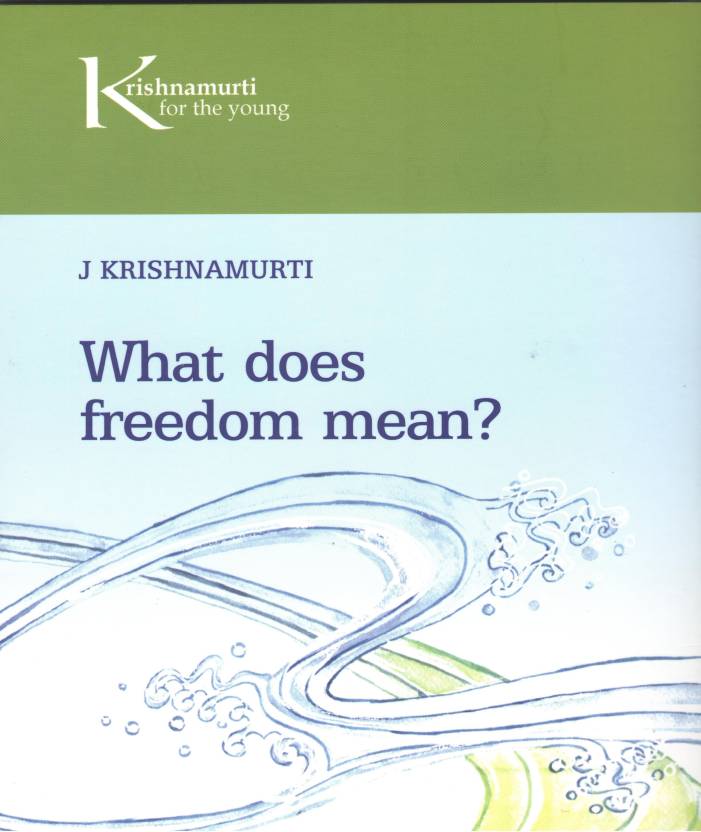 Krishnamurti
for the young
J KRISHNAMURTI
What does
freedom mean?